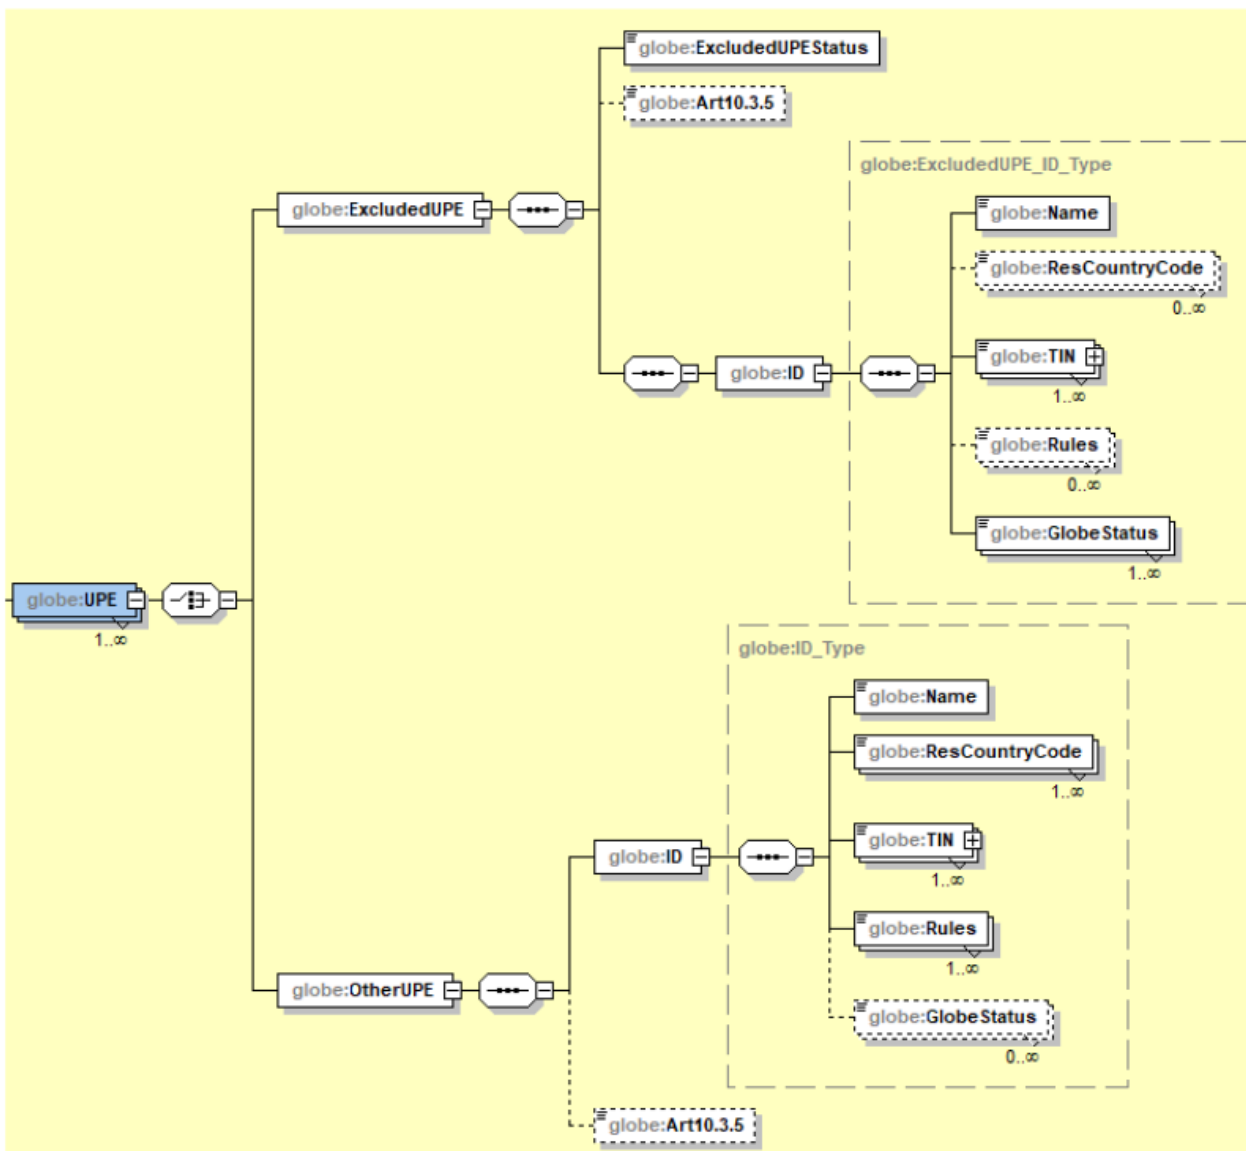 globe:ExcludedUPEStatus
globe:Art10.3.5
globe:ExcludedUPE_ID_Type
globe:ExcludedUPE
globe:Name
globe:ResCountryCode
0..∞
globe:TIN
1..∞
globe:ID
globe:Rules
0..∞
globe:GlobeStatus
1..∞
globe:UPE
1..∞
globe:ID_Type
globe:Name
globe:ResCountryCode
1..∞
globe:TIN
1..∞
globe:ID
globe:Rules
1..∞
globe:OtherUPE
globe:GlobeStatus
0..∞
globe:Art10.3.5